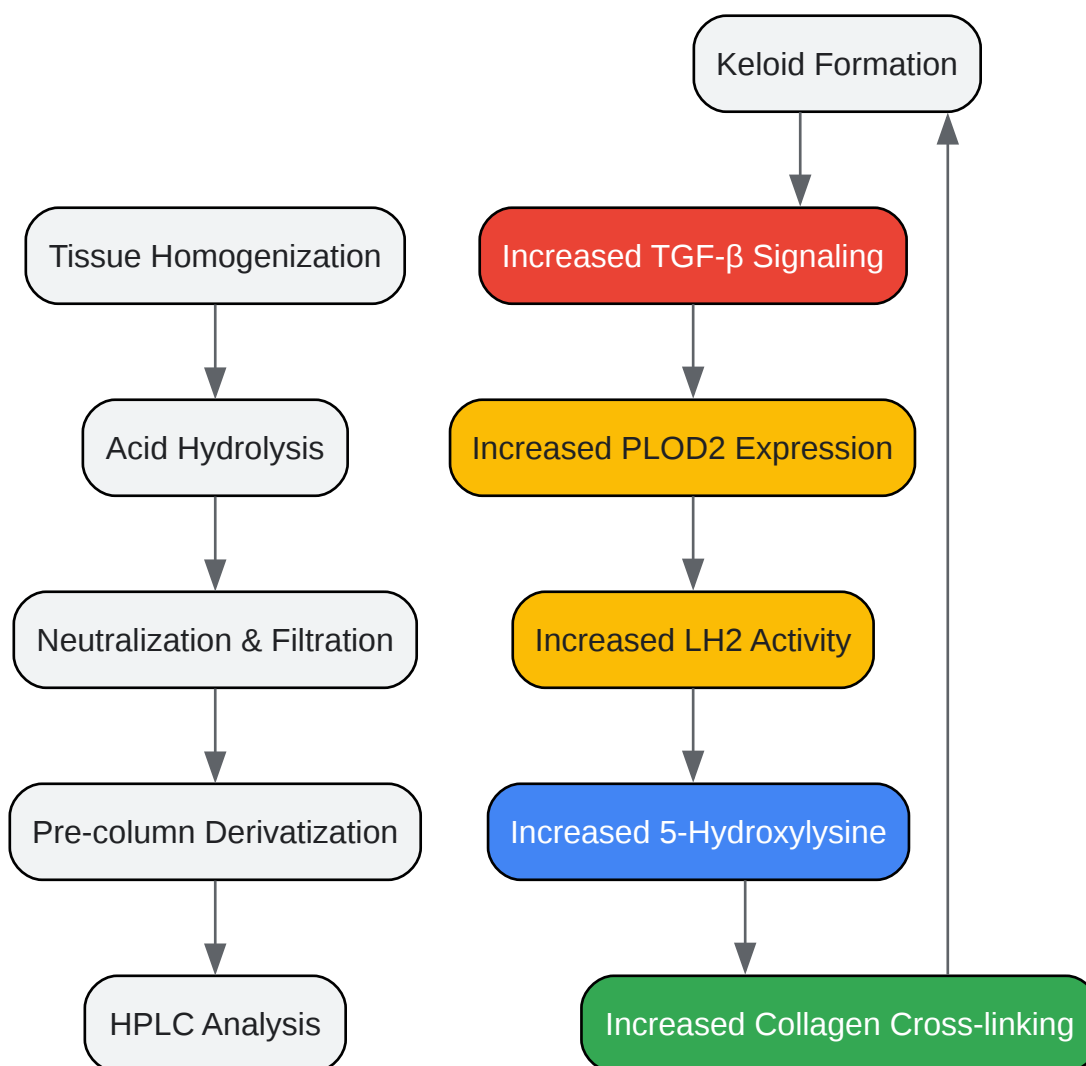 Keloid Formation
Tissue Homogenization
Increased TGF-β Signaling
Acid Hydrolysis
Increased PLOD2 Expression
Neutralization & Filtration
Increased LH2 Activity
Pre-column Derivatization
Increased 5-Hydroxylysine
HPLC Analysis
Increased Collagen Cross-linking